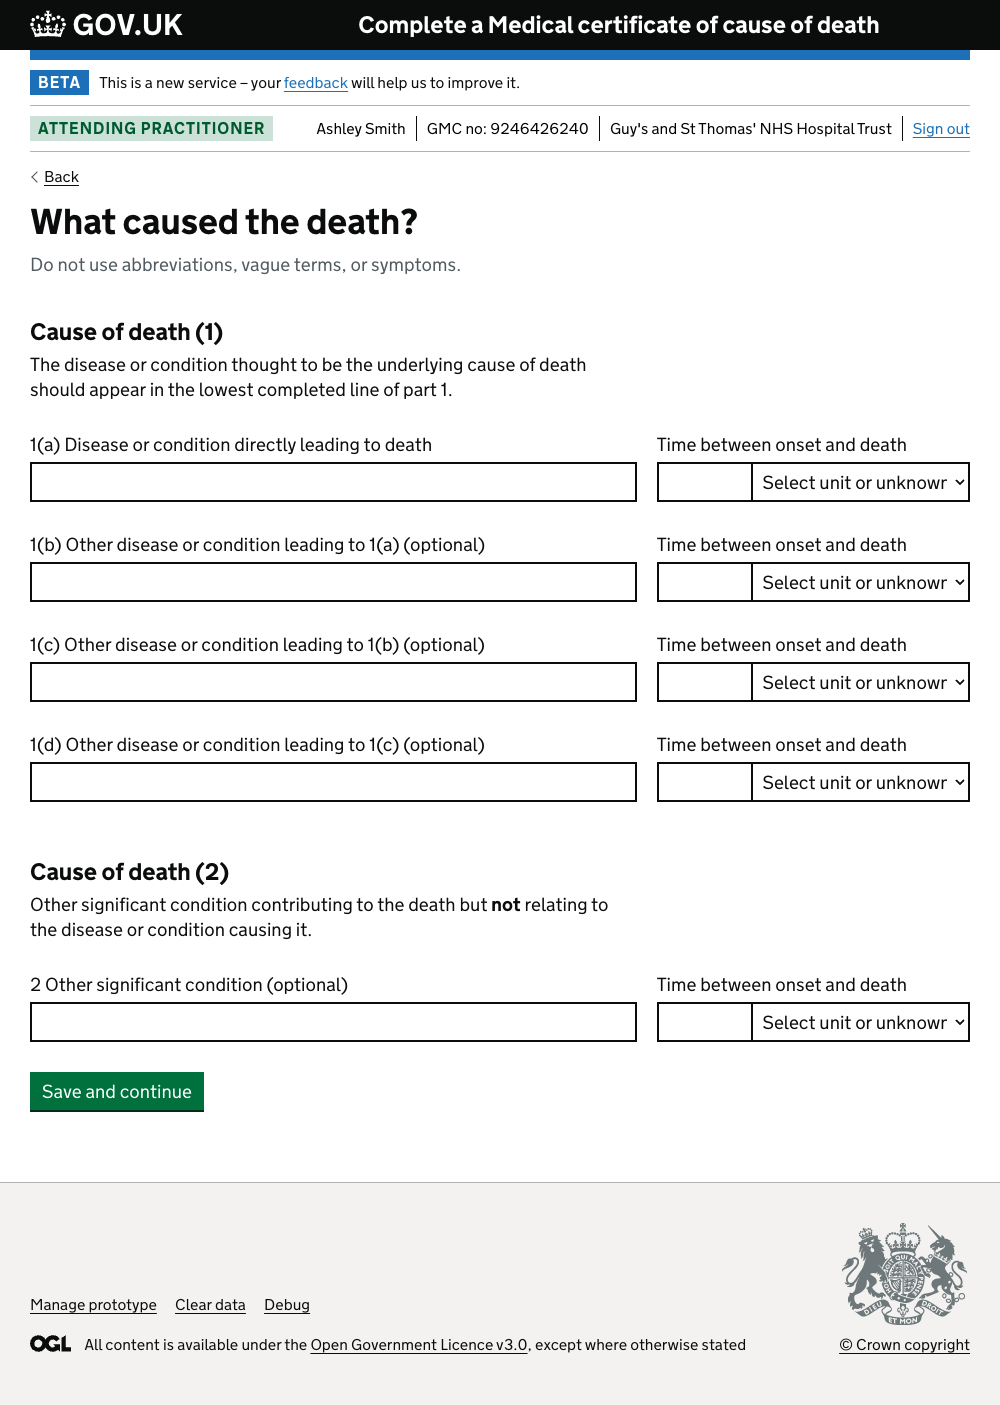 GOV.UK
Complete a Medical certificate of cause of death
BETA This is a new service – your feedback will help us to improve it.
ATTENDING PRACTITIONER Ashley Smith GMC no: 9246426240 Guy's and St Thomas' NHS Hospital Trust Sign out
Back
What caused the death?
Do not use abbreviations, vague terms, or symptoms.
Cause of death (1)
The disease or condition thought to be the underlying cause of death
should appear in the lowest completed line of part 1.
1(a) Disease or condition directly leading to death Time between onset and death
Select unit or unknown
1(b) Other disease or condition leading to 1(a) (optional) Time between onset and death
Select unit or unknown
1(c) Other disease or condition leading to 1(b) (optional) Time between onset and death
Select unit or unknown
1(d) Other disease or condition leading to 1(c) (optional) Time between onset and death
Select unit or unknown
Cause of death (2)
Other significant condition contributing to the death but not relating to
the disease or condition causing it.
2 Other significant condition (optional) Time between onset and death
Select unit or unknown
Save and continue
Manage prototype Clear data Debug
OGL All content is available under the Open Government Licence v3.0, except where otherwise stated
DIEU ET MON DROIT
© Crown copyright